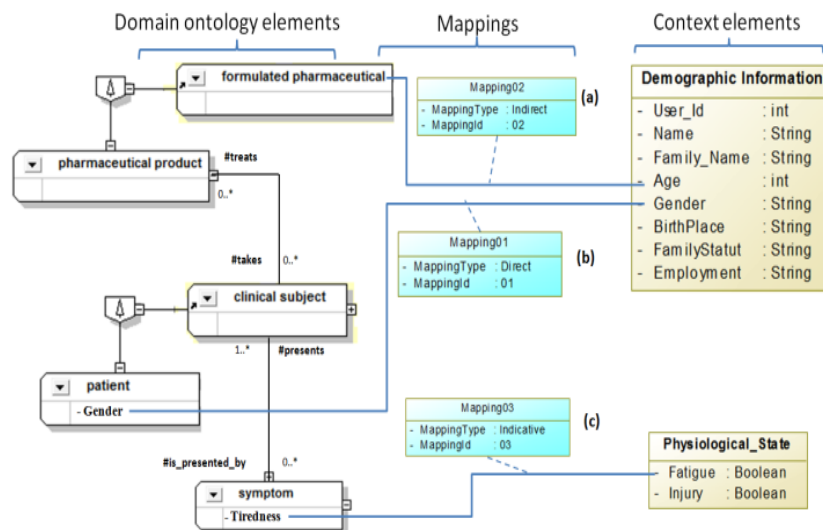 Domain ontology elements
Mappings
Context elements
formulated pharmaceutical
Mapping02
- MappingType : Indirect
- MappingId : 02
(a)
Demographic Information
- User_Id : int
- Name : String
- Family_Name : String
- Age : int
- Gender : String
- BirthPlace : String
- FamilyStatut : String
- Employment : String
pharmaceutical product
#treats
0..*
#takes
0..*
Mapping01
- MappingType : Direct
- MappingId : 01
(b)
clinical subject
1..*
#presents
patient
- Gender
Mapping03
- MappingType : Indicative
- MappingId : 03
(c)
Physiological_State
- Fatigue : Boolean
- Injury : Boolean
#is_presented_by
0..*
symptom
- Tiredness